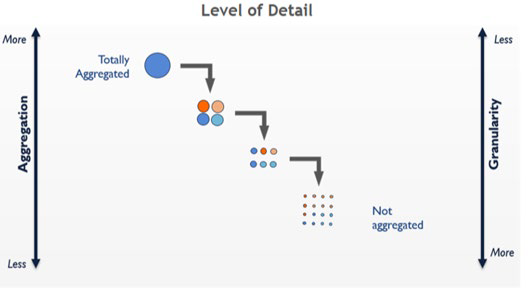 Level of Detail
More
Less
Totally
Aggregated
Aggregation
Granularity
Not
aggregated
Less
More